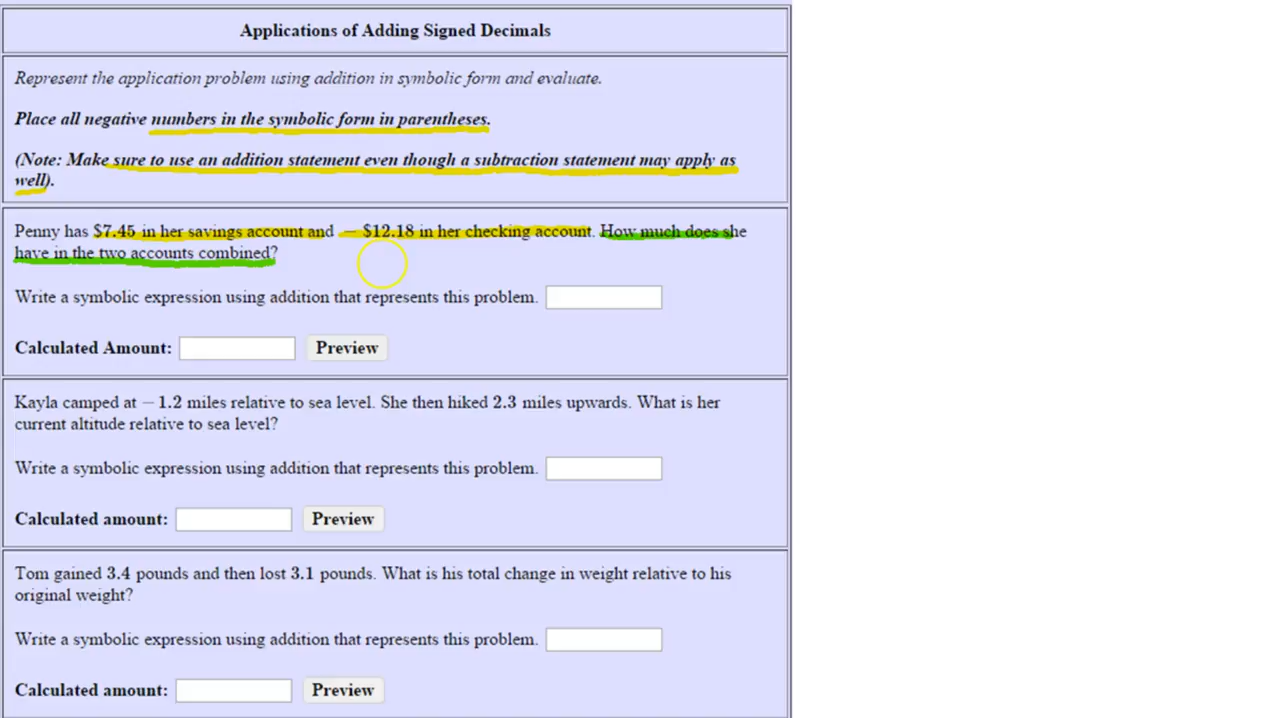 Applications of Adding Signed Decimals
Represent the application problem using addition in symbolic form and evaluate.
Place all negative numbers in the symbolic form in parentheses.
(Note: Make sure to use an addition statement even though a subtraction statement may apply as
well).
Penny has $7.45 in her savings account and −$12.18 in her checking account. How much does she
have in the two accounts combined?
Write a symbolic expression using addition that represents this problem.
Calculated Amount: Preview
Kayla camped at −1.2 miles relative to sea level. She then hiked 2.3 miles upwards. What is her
current altitude relative to sea level?
Write a symbolic expression using addition that represents this problem.
Calculated amount: Preview
Tom gained 3.4 pounds and then lost 3.1 pounds. What is his total change in weight relative to his
original weight?
Write a symbolic expression using addition that represents this problem.
Calculated amount: Preview